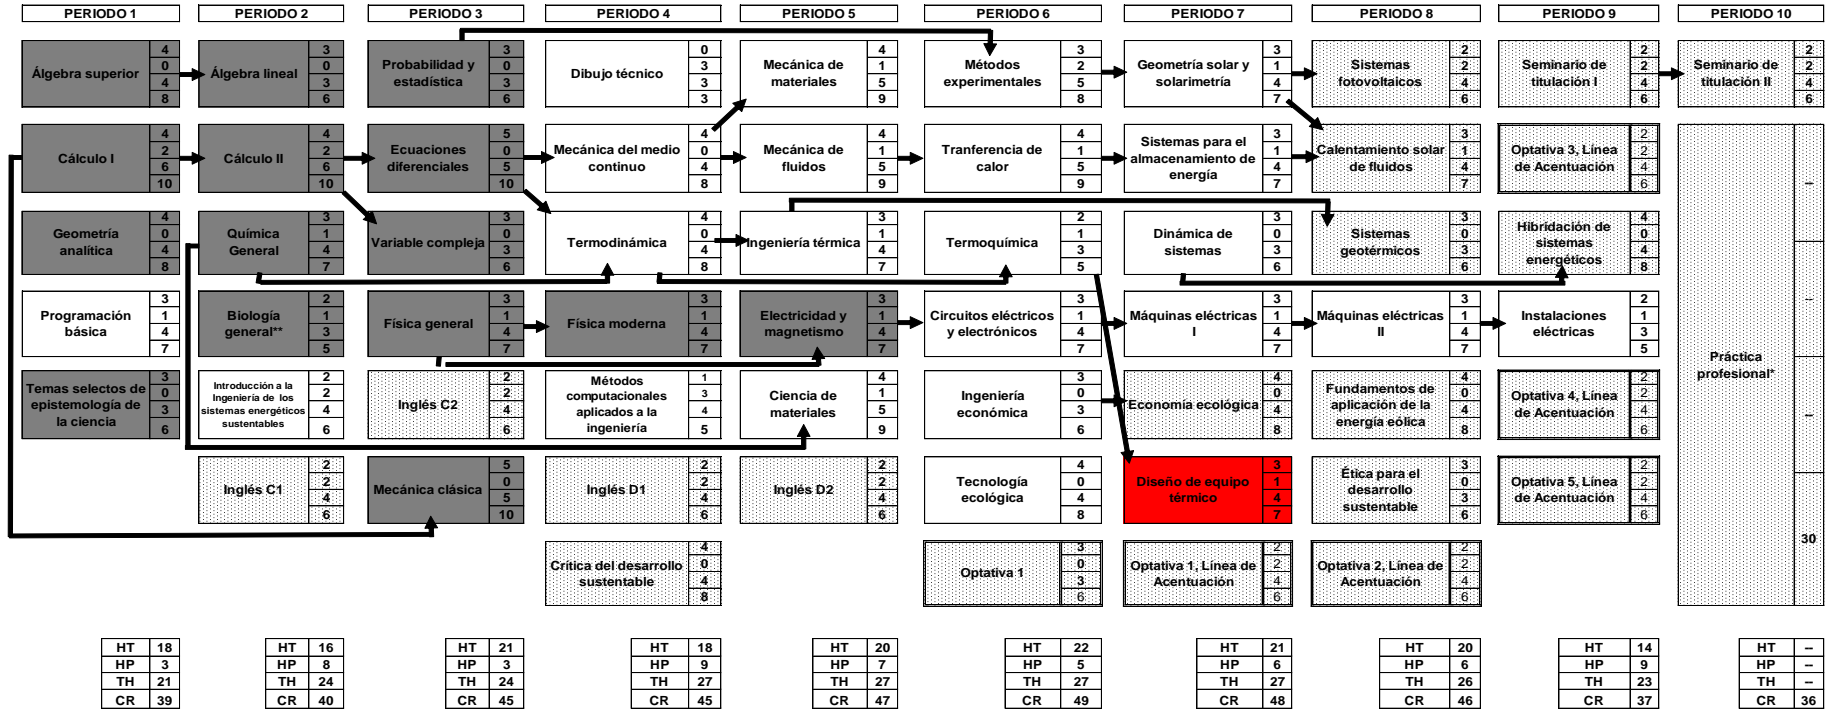 PERIODO 1
PERIODO 2
PERIODO 3
PERIODO 4
PERIODO 5
PERIODO 6
PERIODO 7
PERIODO 8
PERIODO 9
PERIODO 10
Álgebra superior
4
0
4
8
Álgebra lineal
3
0
3
6
Probabilidad y
estadística
3
0
3
6
Dibujo técnico
0
3
3
3
Mecánica de
materiales
4
1
5
9
Métodos
experimentales
3
2
5
8
Geometría solar y
solarimetría
3
1
4
7
Sistemas
fotovoltaicos
2
2
4
6
Seminario de
titulación I
2
2
4
6
Seminario de
titulación II
2
2
4
6
Cálculo I
4
2
6
10
Cálculo II
4
2
6
10
Ecuaciones
diferenciales
5
0
5
10
Mecánica del medio
continuo
4
0
4
8
Mecánica de
fluidos
4
1
5
9
Tranferencia de
calor
4
1
5
9
Sistemas para el
almacenamiento de
energía
3
1
4
7
Calentamiento solar
de fluidos
3
1
4
7
Optativa 3, Línea
de Acentuación
2
2
4
6
Práctica
profesional*
--
--
--
30
Geometría
analítica
4
0
4
8
Química
General
3
1
4
7
Variable compleja
3
0
3
6
Termodinámica
4
0
4
8
Ingeniería térmica
3
1
4
7
Termoquímica
2
1
3
5
Dinámica de
sistemas
3
0
3
6
Sistemas
geotérmicos
3
0
3
6
Hibridación de
sistemas
energéticos
4
0
4
8
Programación
básica
3
1
4
7
Biología
general**
2
1
3
5
Física general
3
1
4
7
Física moderna
3
1
4
7
Electricidad y
magnetismo
3
1
4
7
Circuitos eléctricos
y electrónicos
3
1
4
7
Máquinas eléctricas
I
3
1
4
7
Máquinas eléctricas
II
3
1
4
7
Instalaciones
eléctricas
2
1
3
5
Temas selectos de
epistemología de
la ciencia
3
0
3
6
Introducción a la
Ingeniería de los
sistemas energéticos
sustentables
2
2
4
6
Inglés C2
2
2
4
6
Métodos
computacionales
aplicados a la
ingeniería
1
3
4
5
Ciencia de
materiales
4
1
5
9
Ingeniería
económica
3
0
3
6
Economía ecológica
4
0
4
8
Fundamentos de
aplicación de la
energía eólica
4
0
4
8
Optativa 4, Línea
de Acentuación
2
2
4
6
Inglés C1
2
2
4
6
Mecánica clásica
5
0
5
10
Inglés D1
2
2
4
6
Inglés D2
2
2
4
6
Tecnología
ecológica
4
0
4
8
Diseño de equipo
térmico
3
1
4
7
Ética para el
desarrollo
sustentable
3
0
3
6
Optativa 5, Línea
de Acentuación
2
2
4
6
Crítica del desarrollo
sustentable
4
0
4
8
Optativa 1
3
0
3
6
Optativa 1, Línea de
Acentuación
2
2
4
6
Optativa 2, Línea de
Acentuación
2
2
4
6
HT 18
HP 3
TH 21
CR 39
HT 16
HP 8
TH 24
CR 40
HT 21
HP 3
TH 24
CR 45
HT 18
HP 9
TH 27
CR 45
HT 20
HP 7
TH 27
CR 47
HT 22
HP 5
TH 27
CR 49
HT 21
HP 6
TH 27
CR 48
HT 20
HP 6
TH 26
CR 46
HT 14
HP 9
TH 23
CR 37
HT --
HP --
TH --
CR 36